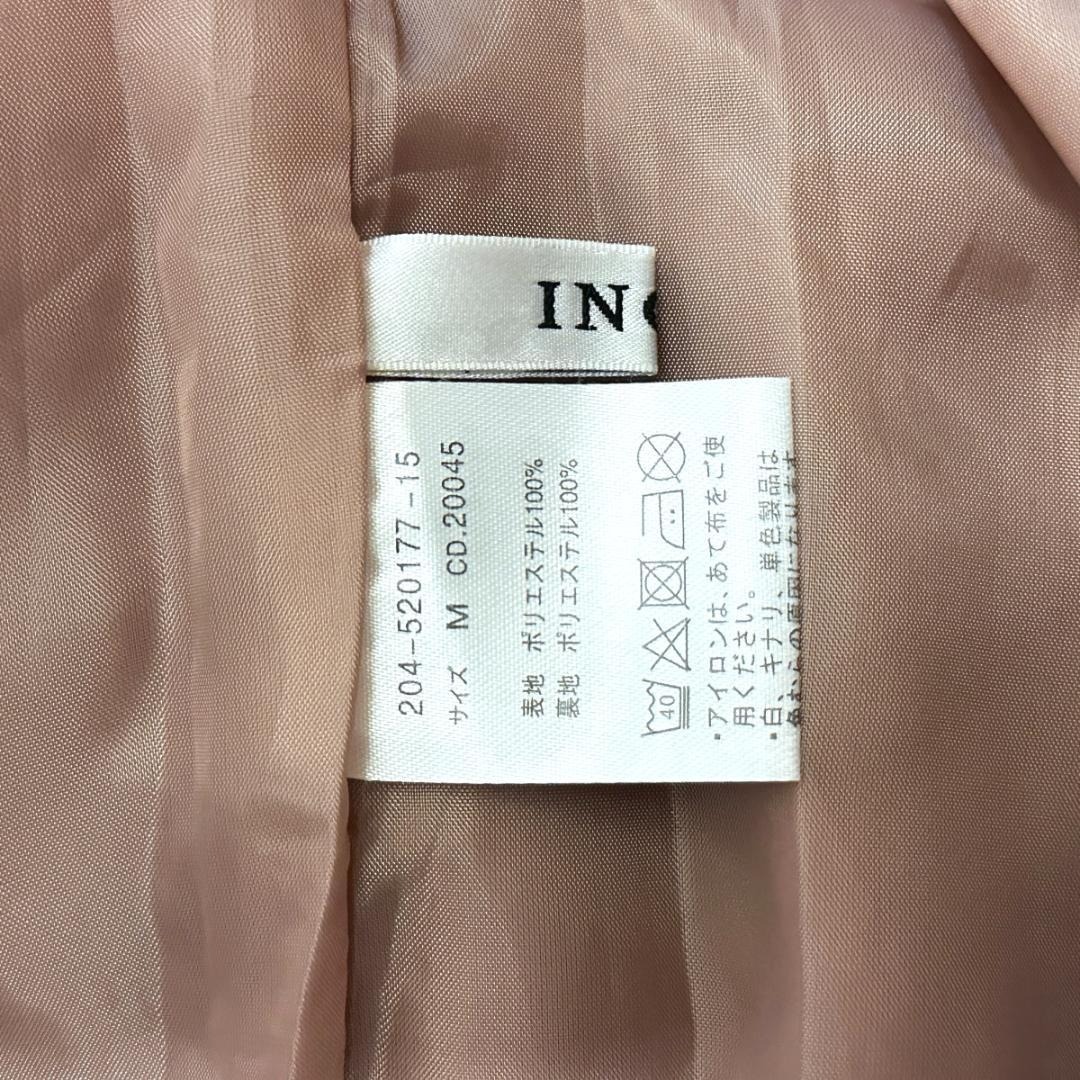 IN
204-520177-15
サイズ M CD.20045
表地 ポリエステル100%
裏地 ポリエステル100%
40
・アイロンは、あて布をご使
用ください。
・白、キナリ、単色製品は